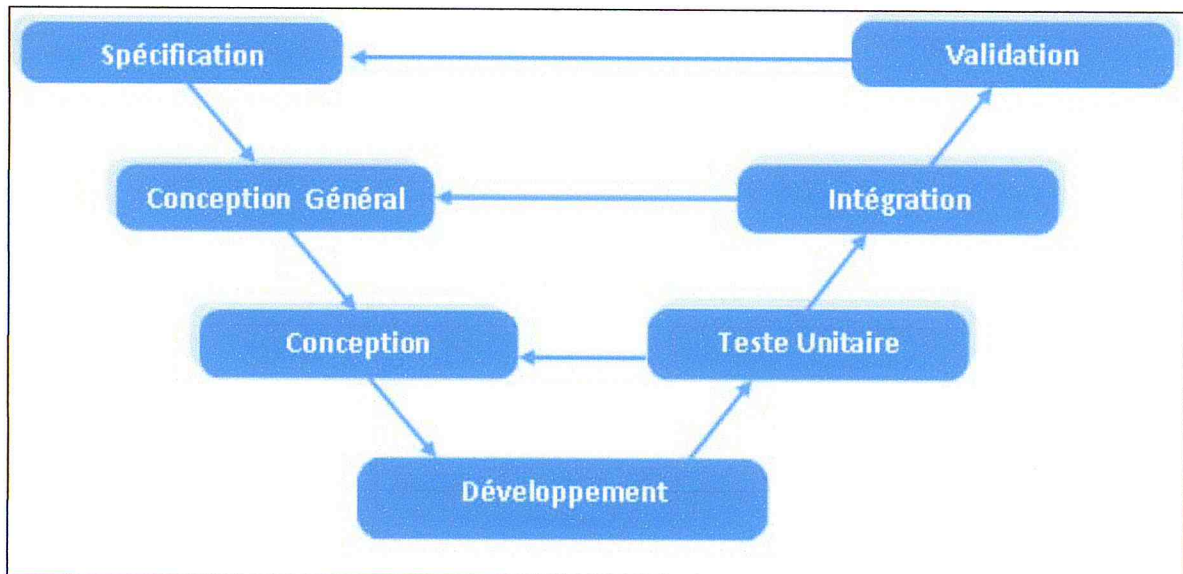 Spécification
Validation
Conception Général
Intégration
Conception
Teste Unitaire
Développement